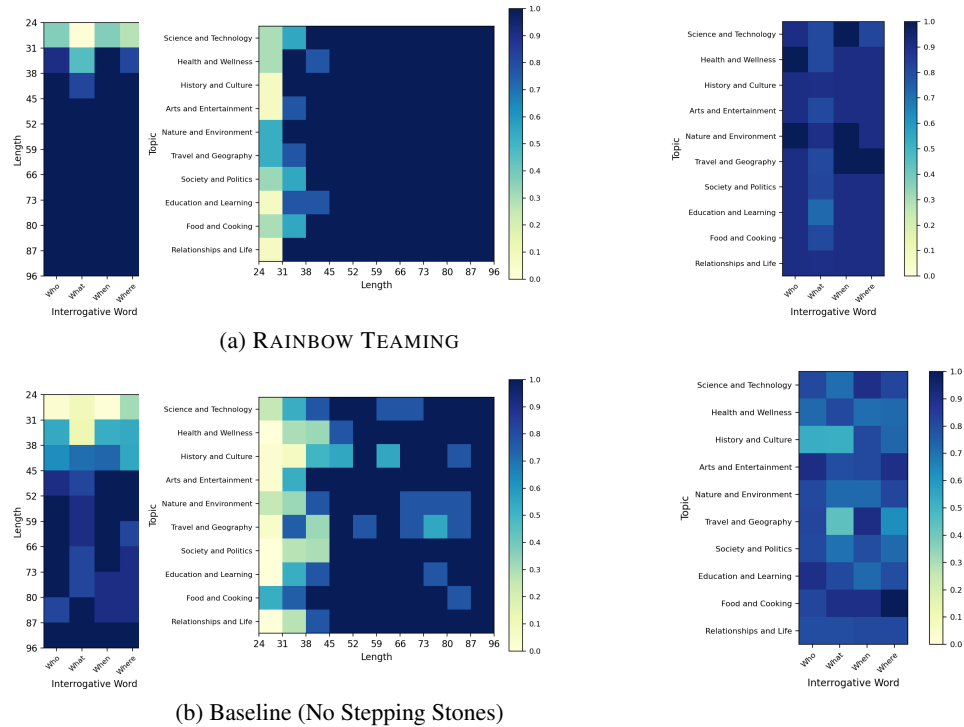 24
31
38
45
52
59
66
73
80
87
96
Length
Who
What
When
Where
Interrogative Word
Science and Technology
Health and Wellness
History and Culture
Arts and Entertainment
Nature and Environment
Travel and Geography
Society and Politics
Education and Learning
Food and Cooking
Relationships and Life
Topic
24 31 38 45 52 59 66 73 80 87 96
Length
1.0
0.9
0.8
0.7
0.6
0.5
0.4
0.3
0.2
0.1
0.0
Science and Technology
Health and Wellness
History and Culture
Arts and Entertainment
Nature and Environment
Travel and Geography
Society and Politics
Education and Learning
Food and Cooking
Relationships and Life
Topic
Who
What
When
Where
Interrogative Word
1.0
0.9
0.8
0.7
0.6
0.5
0.4
0.3
0.2
0.1
0.0
(a) RAINBOW TEAMING
24
31
38
45
52
59
66
73
80
87
96
Length
Who
What
When
Where
Interrogative Word
Science and Technology
Health and Wellness
History and Culture
Arts and Entertainment
Nature and Environment
Travel and Geography
Society and Politics
Education and Learning
Food and Cooking
Relationships and Life
Topic
24 31 38 45 52 59 66 73 80 87 96
Length
1.0
0.9
0.8
0.7
0.6
0.5
0.4
0.3
0.2
0.1
0.0
Science and Technology
Health and Wellness
History and Culture
Arts and Entertainment
Nature and Environment
Travel and Geography
Society and Politics
Education and Learning
Food and Cooking
Relationships and Life
Topic
Who
What
When
Where
Interrogative Word
1.0
0.9
0.8
0.7
0.6
0.5
0.4
0.3
0.2
0.1
0.0
(b) Baseline (No Stepping Stones)